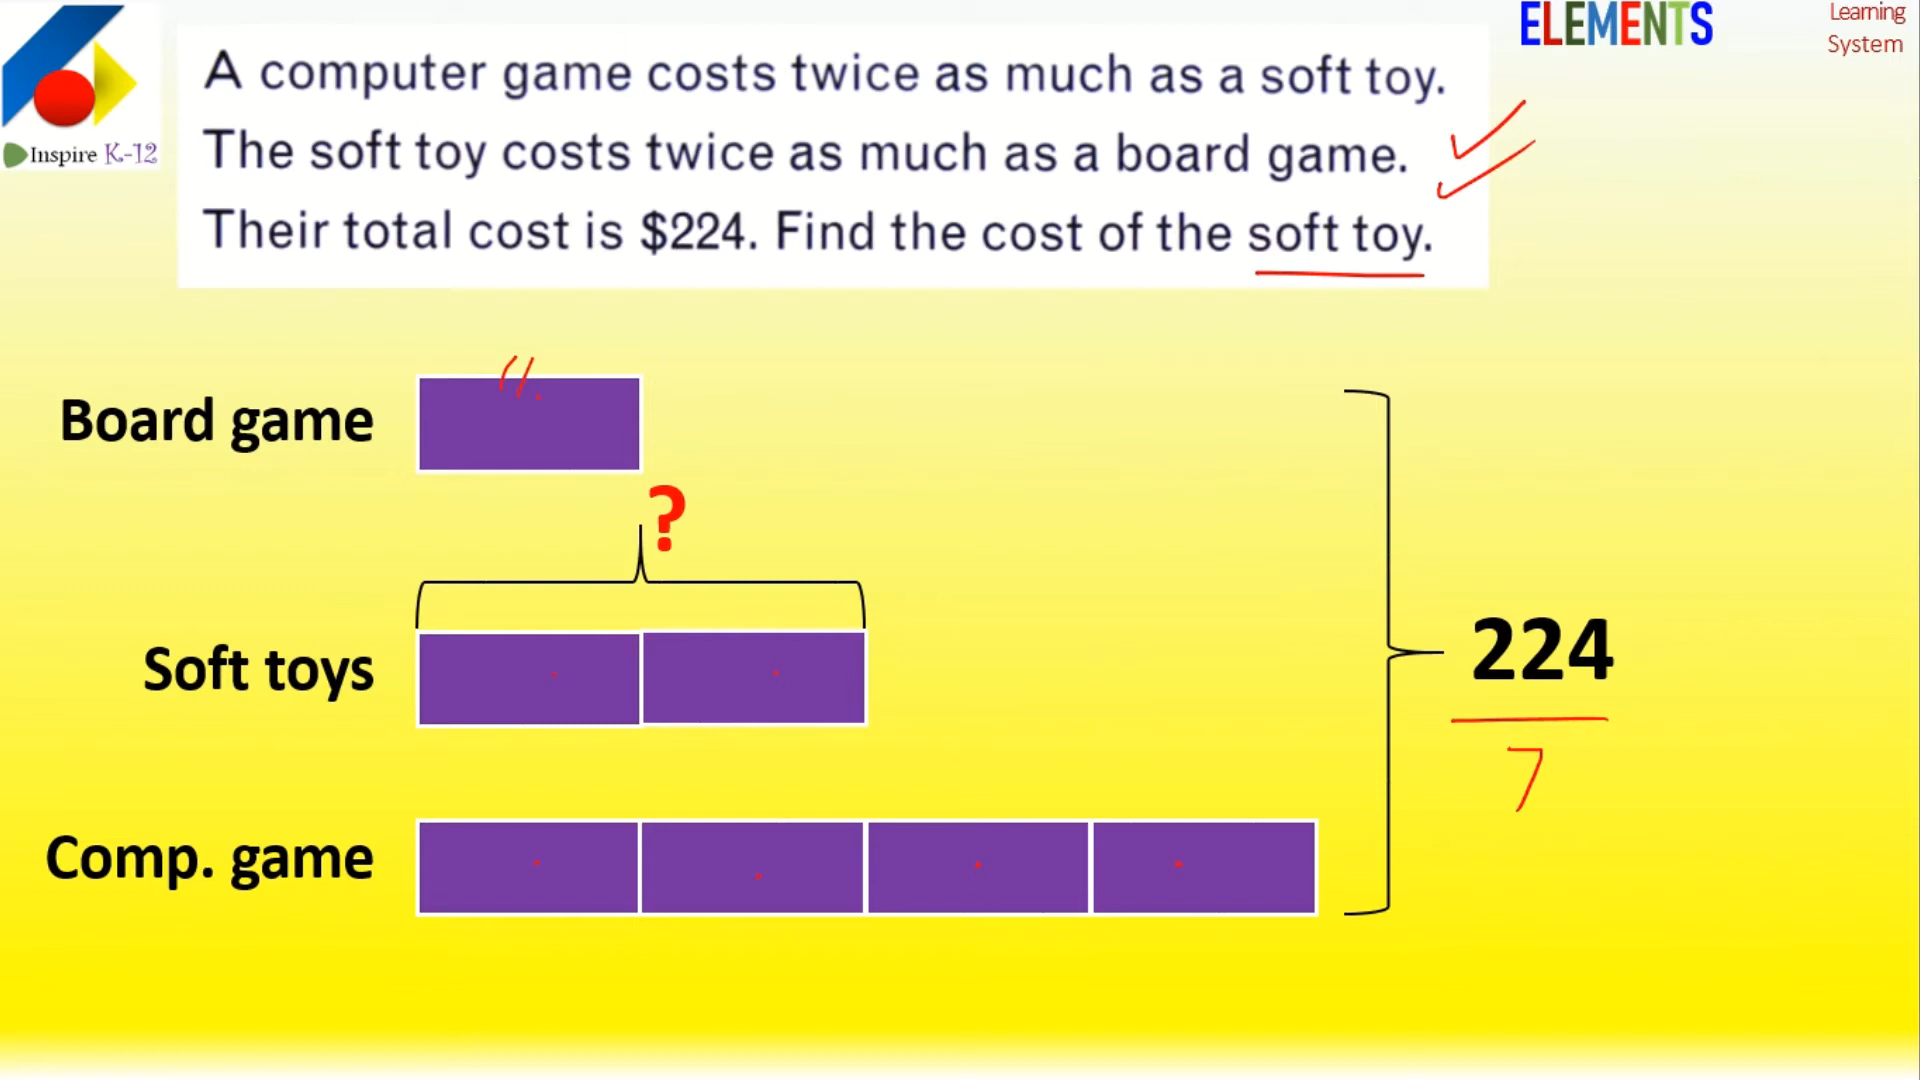 ELEMENTS
Learning
System
Inspire K-12
A computer game costs twice as much as a soft toy.
The soft toy costs twice as much as a board game.
Their total cost is $224. Find the cost of the soft toy.
Board game
?
Soft toys
224
7
Comp. game